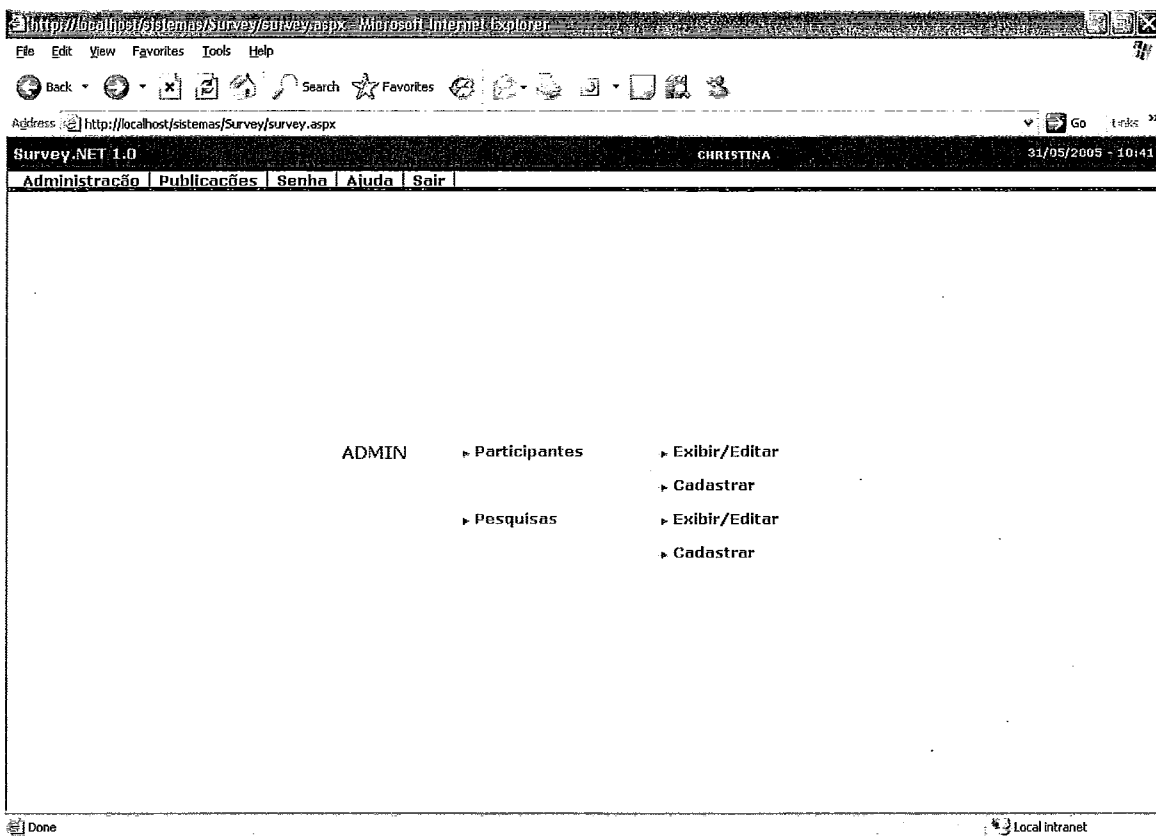 http://localhost/sistemas/Survey/survey.aspx - Microsoft Internet Explorer
File Edit View Favorites Tools Help
Back Search Favorites
Address http://localhost/sistemas/Survey/survey.aspx Go Links »
Survey.NET 1.0 CHRISTINA 31/05/2005 - 10:41
Administração | Publicações | Senha | Ajuda | Sair |
ADMIN Participantes Exibir/Editar
Cadastrar
Pesquisas Exibir/Editar
Cadastrar
Done Local intranet